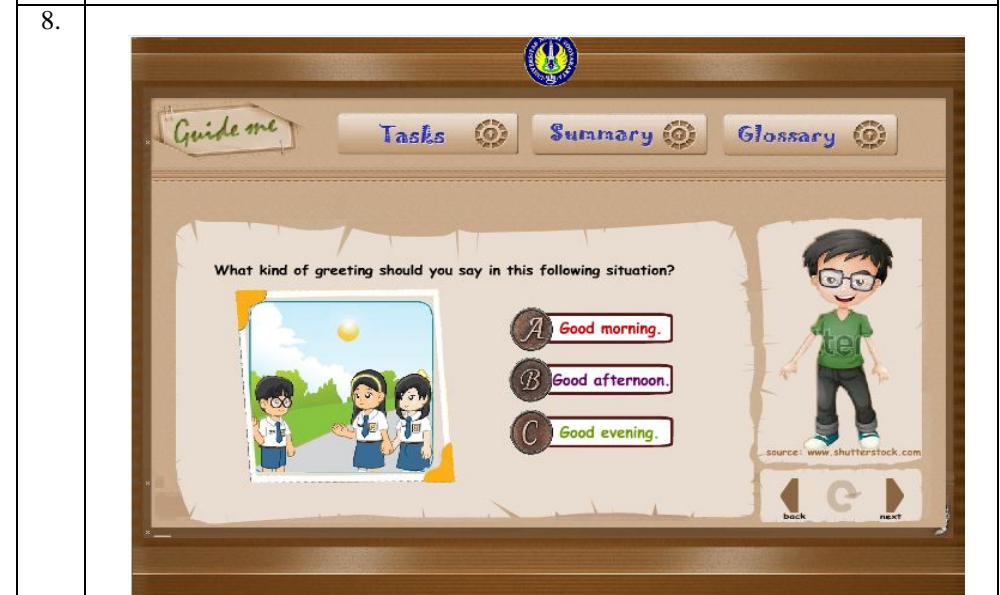 8.
Guide me
Tasks
Summary
Glossary
What kind of greeting should you say in this following situation?
A Good morning.
B Good afternoon.
C Good evening.
ter
source: www.shutterstock.com
back
next